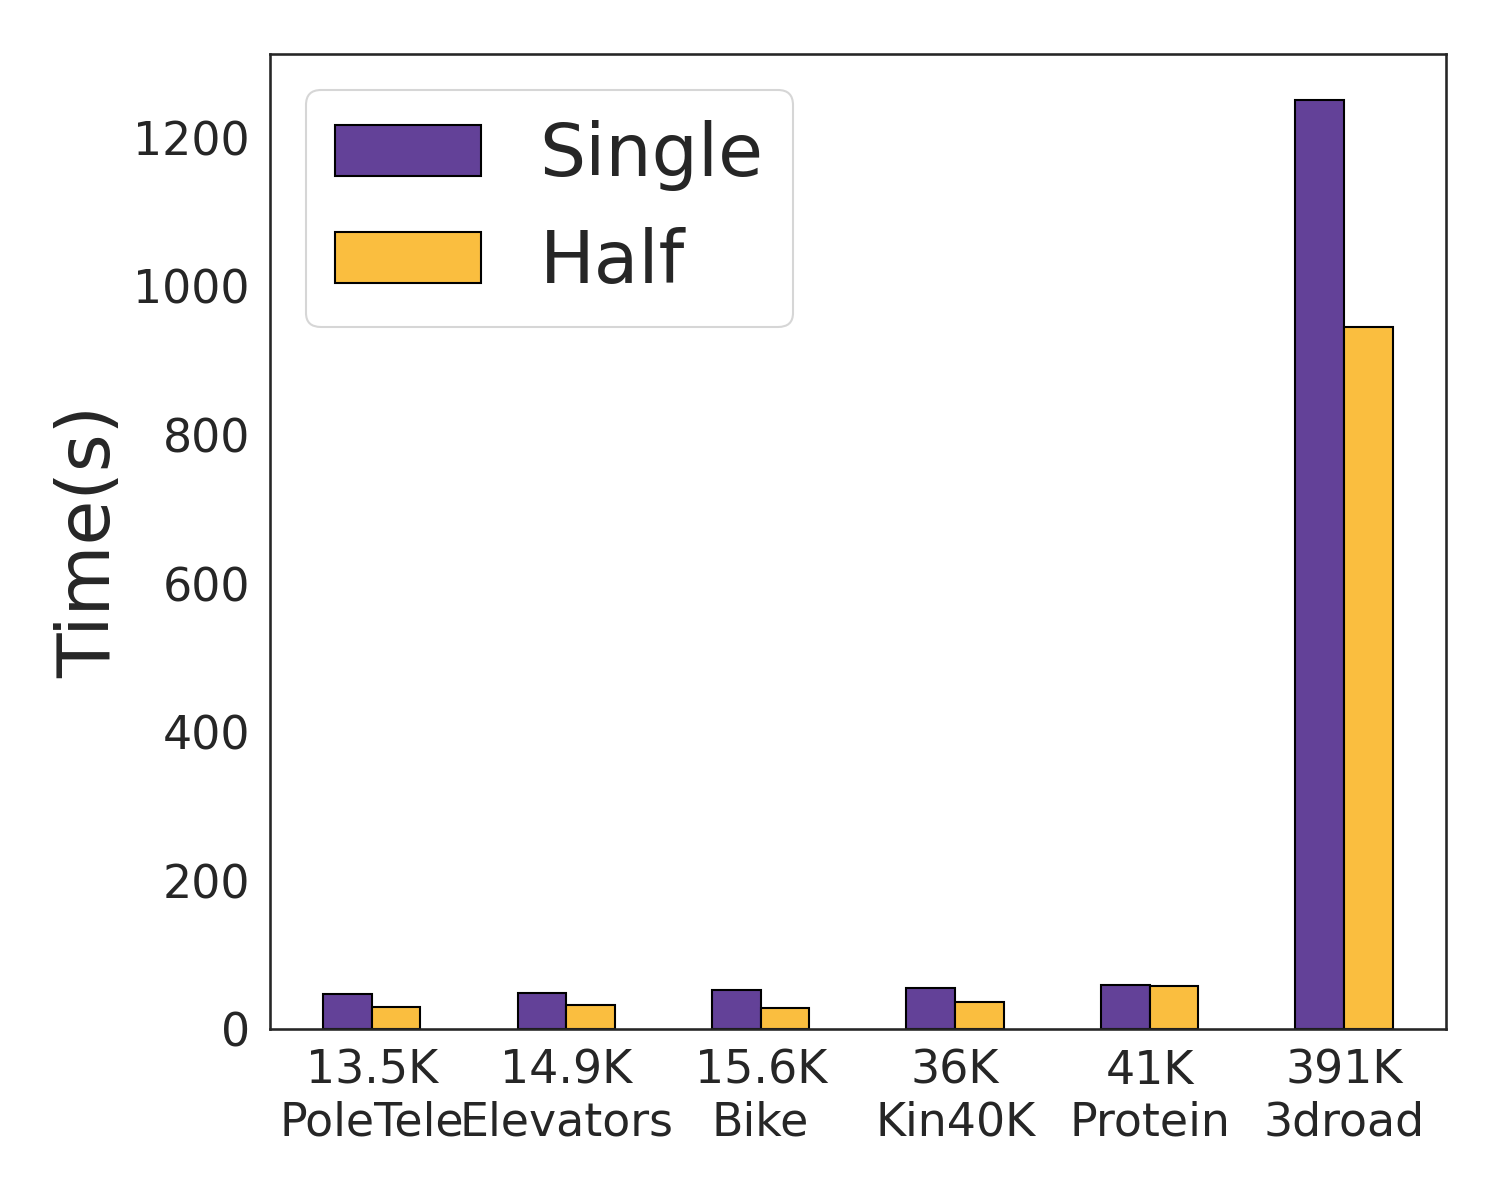 Single
Half
Time(s)
1200
1000
800
600
400
200
0
13.5K 14.9K 15.6K 36K 41K 391K
PoleTele Elevators Bike Kin40K Protein 3droad